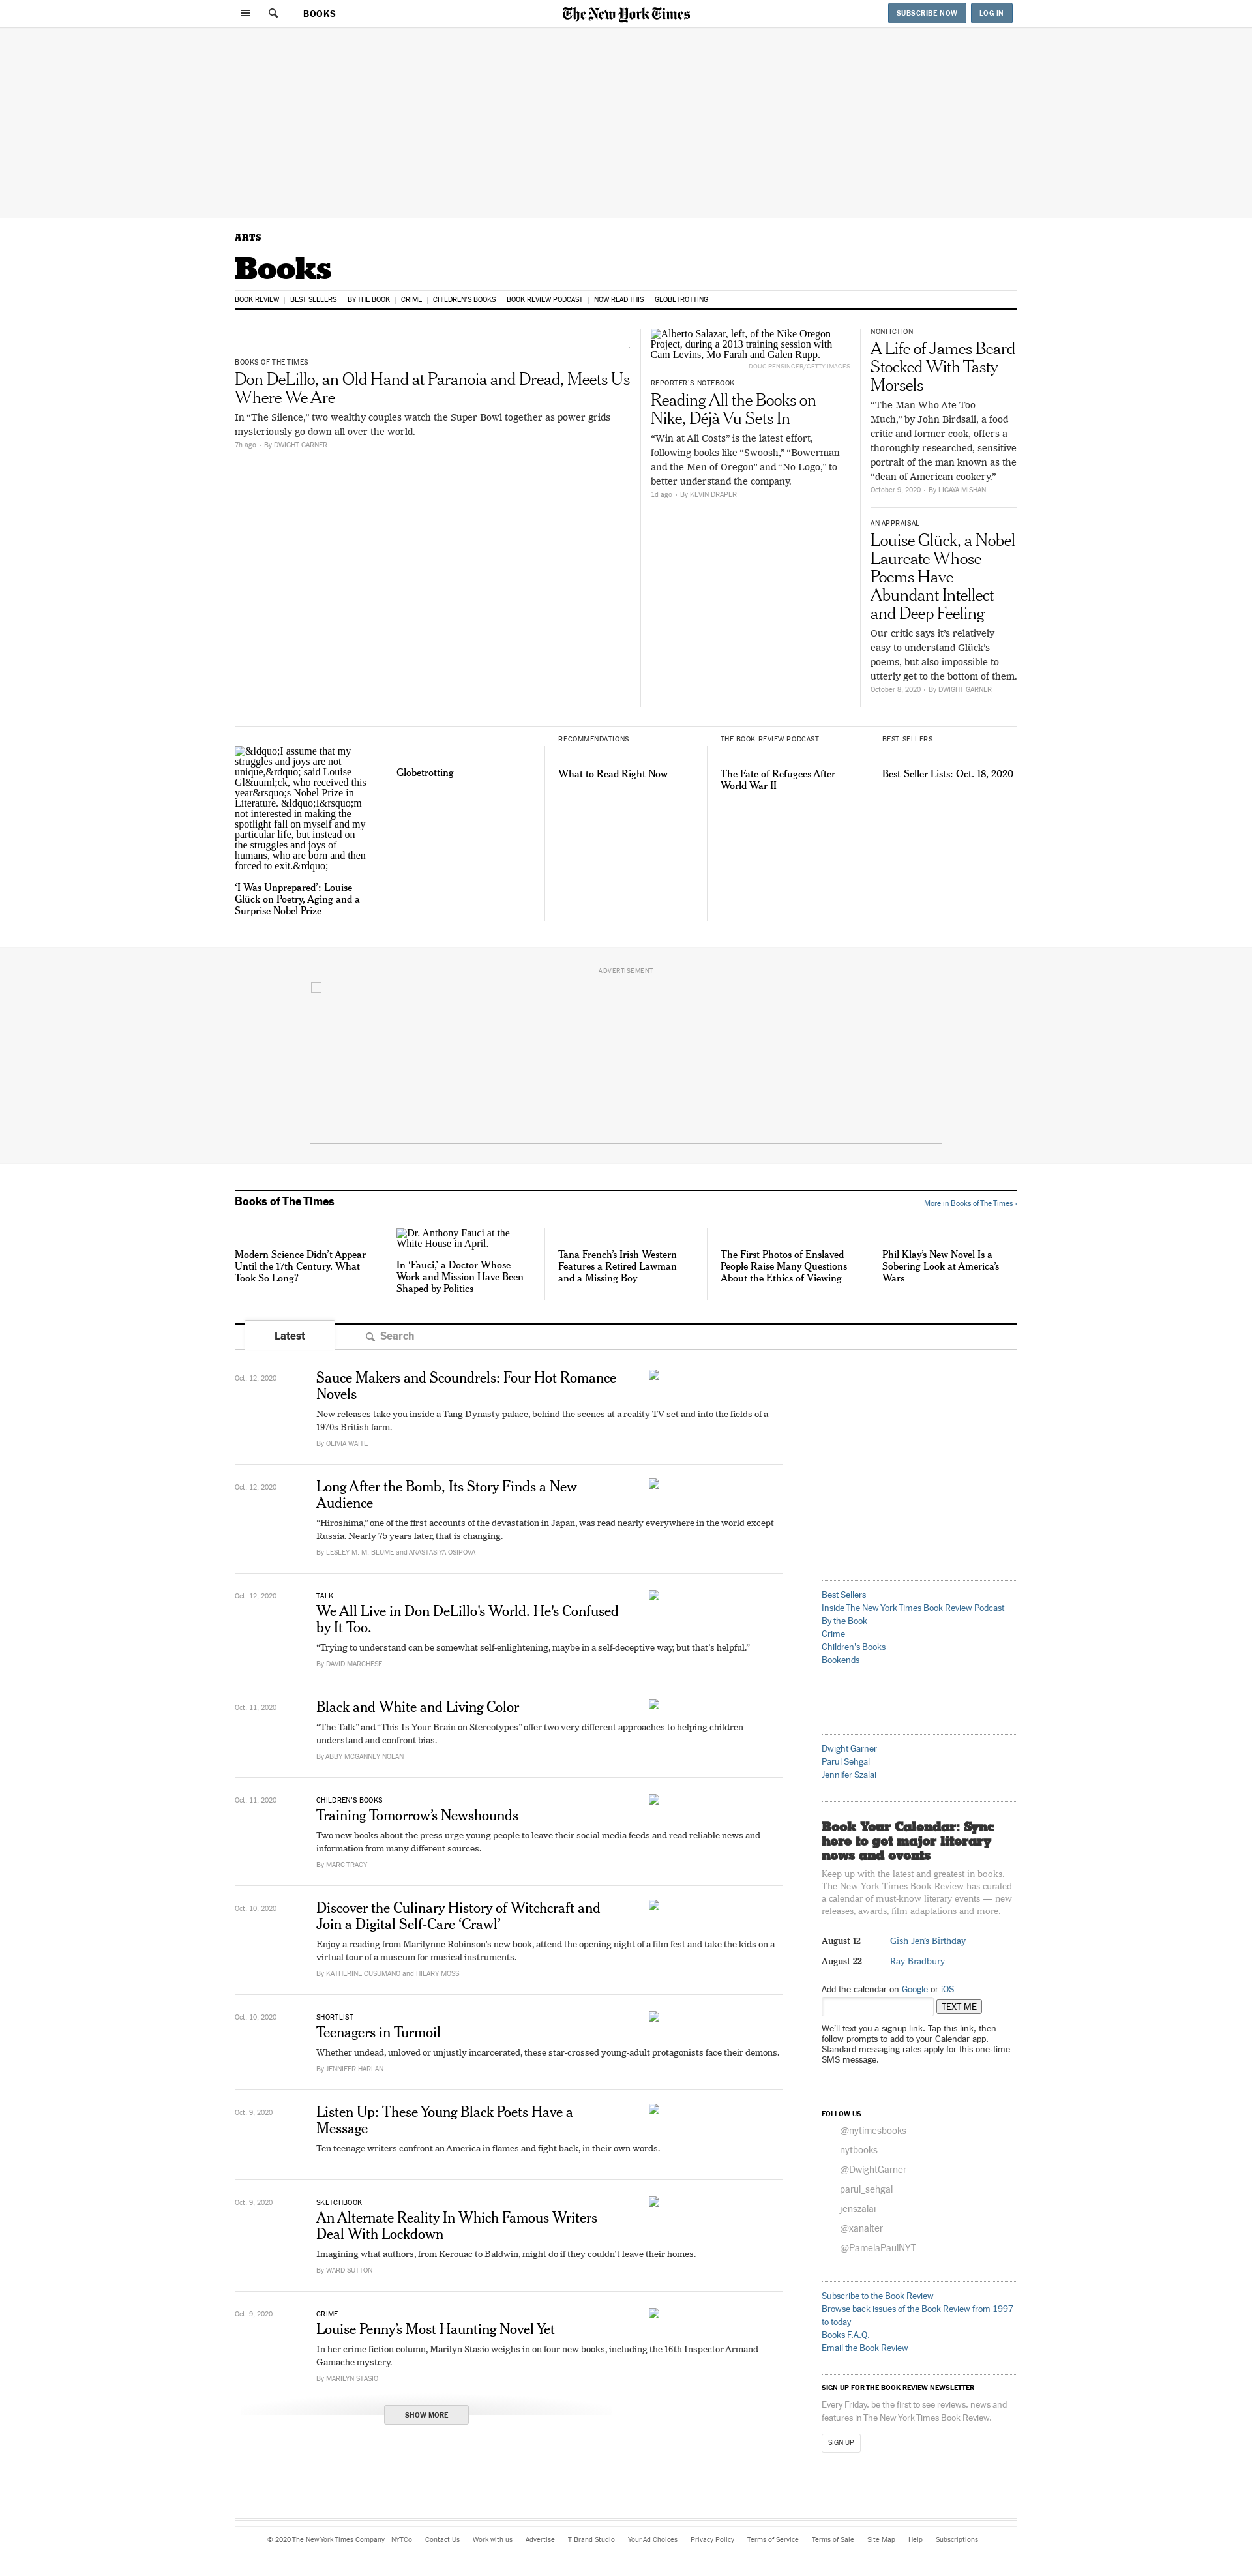 BOOKS
The New York Times
SUBSCRIBE NOW
LOG IN
ARTS
Books
BOOK REVIEW
BEST SELLERS
BY THE BOOK
CRIME
CHILDREN'S BOOKS
BOOK REVIEW PODCAST
NOW READ THIS
GLOBETROTTING
BOOKS OF THE TIMES
Don DeLillo, an Old Hand at Paranoia and Dread, Meets Us
Where We Are
In “The Silence,” two wealthy couples watch the Super Bowl together as power grids
mysteriously go down all over the world.
7h ago • By DWIGHT GARNER
Alberto Salazar, left, of the Nike Oregon
Project, during a 2013 training session with
Cam Levins, Mo Farah and Galen Rupp.
DOUG PENSINGER/GETTY IMAGES
REPORTER’S NOTEBOOK
Reading All the Books on
Nike, Déjà Vu Sets In
“Win at All Costs” is the latest effort,
following books like “Swoosh,” “Bowerman
and the Men of Oregon” and “No Logo,” to
better understand the company.
1d ago • By KEVIN DRAPER
NONFICTION
A Life of James Beard
Stocked With Tasty
Morsels
“The Man Who Ate Too
Much,” by John Birdsall, a food
critic and former cook, offers a
thoroughly researched, sensitive
portrait of the man known as the
“dean of American cookery.”
October 9, 2020 • By LIGAYA MISHAN
AN APPRAISAL
Louise Glück, a Nobel
Laureate Whose
Poems Have
Abundant Intellect
and Deep Feeling
Our critic says it’s relatively
easy to understand Glück’s
poems, but also impossible to
utterly get to the bottom of them.
October 8, 2020 • By DWIGHT GARNER
&ldquo;I assume that my
struggles and joys are not
unique,&rdquo; said Louise
Gl&uuml;ck, who received this
year&rsquo;s Nobel Prize in
Literature. &ldquo;I&rsquo;m
not interested in making the
spotlight fall on myself and my
particular life, but instead on
the struggles and joys of
humans, who are born and then
forced to exit.&rdquo;
‘I Was Unprepared’: Louise
Glück on Poetry, Aging and a
Surprise Nobel Prize
Globetrotting
RECOMMENDATIONS
What to Read Right Now
THE BOOK REVIEW PODCAST
The Fate of Refugees After
World War II
BEST SELLERS
Best-Seller Lists: Oct. 18, 2020
ADVERTISEMENT
Books of The Times
More in Books of The Times ›
Modern Science Didn’t Appear
Until the 17th Century. What
Took So Long?
Dr. Anthony Fauci at the
White House in April.
In ‘Fauci,’ a Doctor Whose
Work and Mission Have Been
Shaped by Politics
Tana French’s Irish Western
Features a Retired Lawman
and a Missing Boy
The First Photos of Enslaved
People Raise Many Questions
About the Ethics of Viewing
Phil Klay’s New Novel Is a
Sobering Look at America’s
Wars
Latest
Search
Oct. 12, 2020
Sauce Makers and Scoundrels: Four Hot Romance
Novels
New releases take you inside a Tang Dynasty palace, behind the scenes at a reality-TV set and into the fields of a
1970s British farm.
By OLIVIA WAITE
Oct. 12, 2020
Long After the Bomb, Its Story Finds a New
Audience
“Hiroshima,” one of the first accounts of the devastation in Japan, was read nearly everywhere in the world except
Russia. Nearly 75 years later, that is changing.
By LESLEY M. M. BLUME and ANASTASIYA OSIPOVA
Oct. 12, 2020
TALK
We All Live in Don DeLillo's World. He's Confused
by It Too.
“Trying to understand can be somewhat self-enlightening, maybe in a self-deceptive way, but that’s helpful.”
By DAVID MARCHESE
Oct. 11, 2020
Black and White and Living Color
“The Talk” and “This Is Your Brain on Stereotypes” offer two very different approaches to helping children
understand and confront bias.
By ABBY MCGANNEY NOLAN
Oct. 11, 2020
CHILDREN’S BOOKS
Training Tomorrow’s Newshounds
Two new books about the press urge young people to leave their social media feeds and read reliable news and
information from many different sources.
By MARC TRACY
Oct. 10, 2020
Discover the Culinary History of Witchcraft and
Join a Digital Self-Care ‘Crawl’
Enjoy a reading from Marilynne Robinson’s new book, attend the opening night of a film fest and take the kids on a
virtual tour of a museum for musical instruments.
By KATHERINE CUSUMANO and HILARY MOSS
Oct. 10, 2020
SHORTLIST
Teenagers in Turmoil
Whether undead, unloved or unjustly incarcerated, these star-crossed young-adult protagonists face their demons.
By JENNIFER HARLAN
Oct. 9, 2020
Listen Up: These Young Black Poets Have a
Message
Ten teenage writers confront an America in flames and fight back, in their own words.
Oct. 9, 2020
SKETCHBOOK
An Alternate Reality In Which Famous Writers
Deal With Lockdown
Imagining what authors, from Kerouac to Baldwin, might do if they couldn’t leave their homes.
By WARD SUTTON
Oct. 9, 2020
CRIME
Louise Penny’s Most Haunting Novel Yet
In her crime fiction column, Marilyn Stasio weighs in on four new books, including the 16th Inspector Armand
Gamache mystery.
By MARILYN STASIO
SHOW MORE
Best Sellers
Inside The New York Times Book Review Podcast
By the Book
Crime
Children's Books
Bookends
Dwight Garner
Parul Sehgal
Jennifer Szalai
Book Your Calendar: Sync
here to get major literary
news and events
Keep up with the latest and greatest in books.
The New York Times Book Review has curated
a calendar of must-know literary events — new
releases, awards, film adaptations and more.
August 12 Gish Jen’s Birthday
August 22 Ray Bradbury
Add the calendar on Google or iOS
TEXT ME
We’ll text you a signup link. Tap this link, then
follow prompts to add to your Calendar app.
Standard messaging rates apply for this one-time
SMS message.
FOLLOW US
@nytimesbooks
nytbooks
@DwightGarner
parul_sehgal
jenszalai
@xanalter
@PamelaPaulNYT
Subscribe to the Book Review
Browse back issues of the Book Review from 1997
to today
Books F.A.Q.
Email the Book Review
SIGN UP FOR THE BOOK REVIEW NEWSLETTER
Every Friday, be the first to see reviews, news and
features in The New York Times Book Review.
SIGN UP
© 2020 The New York Times Company NYTCo Contact Us Work with us Advertise T Brand Studio Your Ad Choices Privacy Policy Terms of Service Terms of Sale Site Map Help Subscriptions